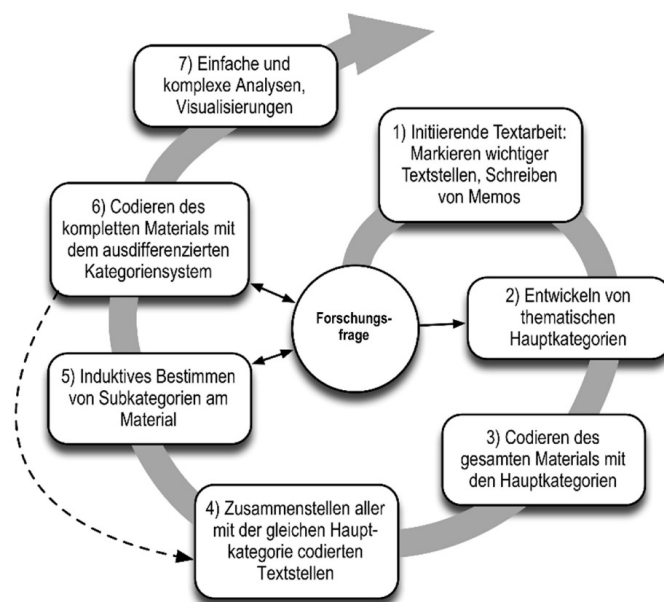 1) Initiierende Textarbeit:
Markieren wichtiger
Textstellen, Schreiben
von Memos
2) Entwickeln von
thematischen
Hauptkategorien
3) Codieren des
gesamten Materials mit
den Hauptkategorien
4) Zusammenstellen aller
mit der gleichen Haupt-
kategorie codierten
Textstellen
5) Induktives Bestimmen
von Subkategorien am
Material
6) Codieren des
kompletten Materials mit
dem ausdifferenzierten
Kategoriensystem
7) Einfache und
komplexe Analysen,
Visualisierungen
Forschungs-
frage